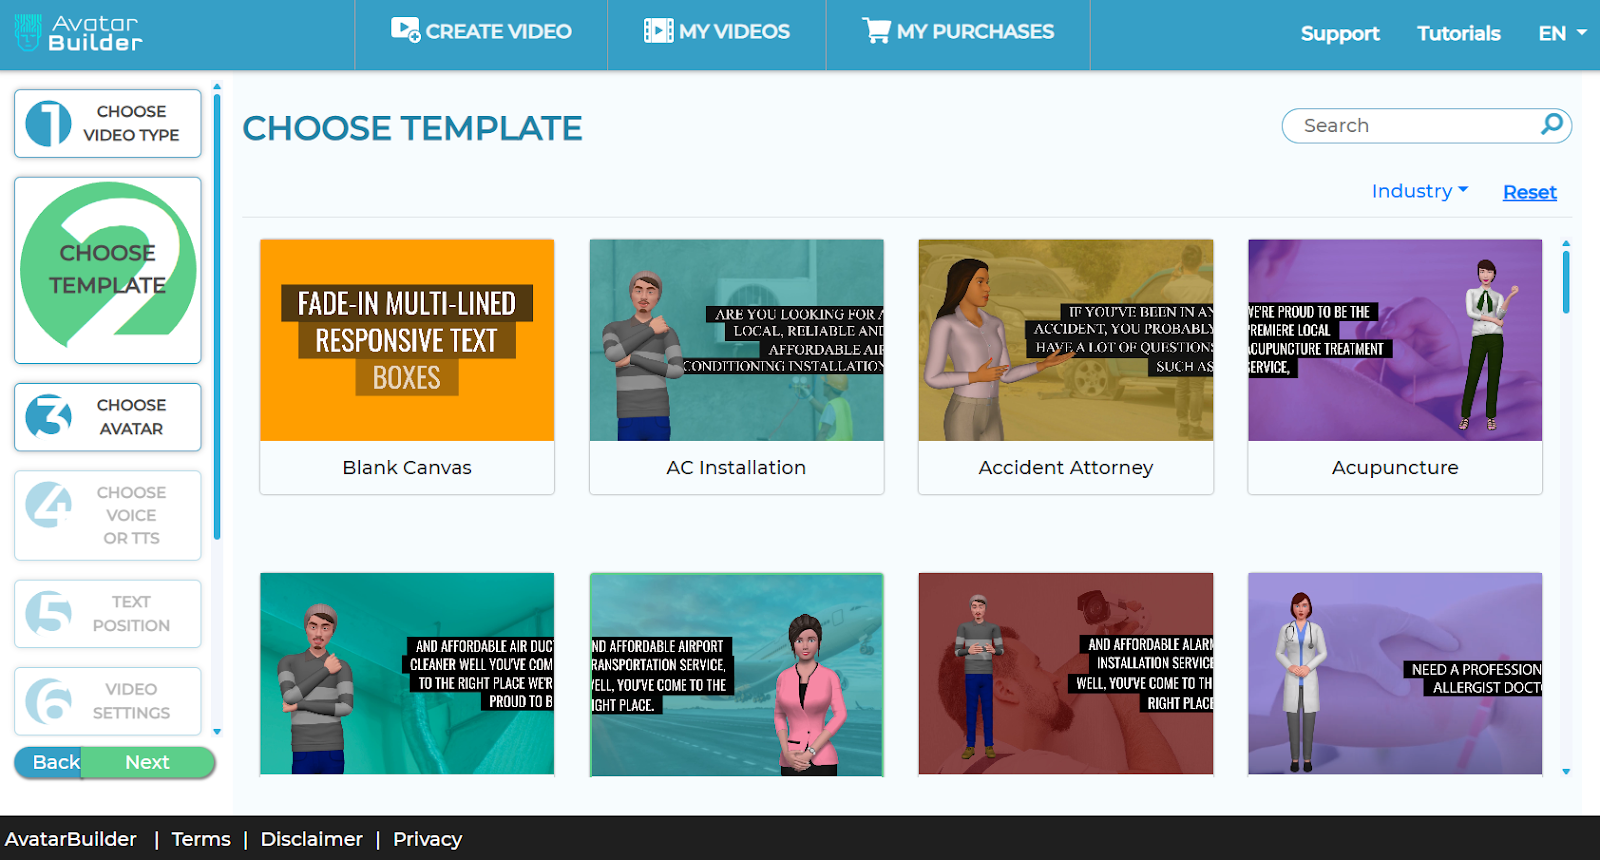 Avatar
Builder
CREATE VIDEO
MY VIDEOS
MY PURCHASES
Support
Tutorials
EN
1
CHOOSE
VIDEO TYPE
2
CHOOSE
TEMPLATE
3
CHOOSE
AVATAR
4
CHOOSE
VOICE
OR TTS
5
TEXT
POSITION
6
VIDEO
SETTINGS
Back
Next
CHOOSE TEMPLATE
Search
Industry
Reset
FADE-IN MULTI-LINED
RESPONSIVE TEXT
BOXES
Blank Canvas
ARE YOU LOOKING FOR A
LOCAL, RELIABLE AND
AFFORDABLE AIR
CONDITIONING INSTALLATION
AC Installation
IF YOU'VE BEEN IN AN
ACCIDENT, YOU PROBABLY
HAVE A LOT OF QUESTIONS
SUCH AS
Accident Attorney
WE'RE PROUD TO BE THE
PREMIERE LOCAL
ACUPUNCTURE TREATMENT
SERVICE,
Acupuncture
AND AFFORDABLE AIR DUC
CLEANER WELL YOU'VE COM
TO THE RIGHT PLACE WE'R
PROUD TO B
ND AFFORDABLE AIRPORT
RANSPORTATION SERVICE,
ELL, YOU'VE COME TO THE
IGHT PLACE.
AND AFFORDABLE ALARM
INSTALLATION SERVICE
WELL, YOU'VE COME TO TH
RIGHT PLACE
NEED A PROFESSION
ALLERGIST DOCT
AvatarBuilder | Terms | Disclaimer | Privacy